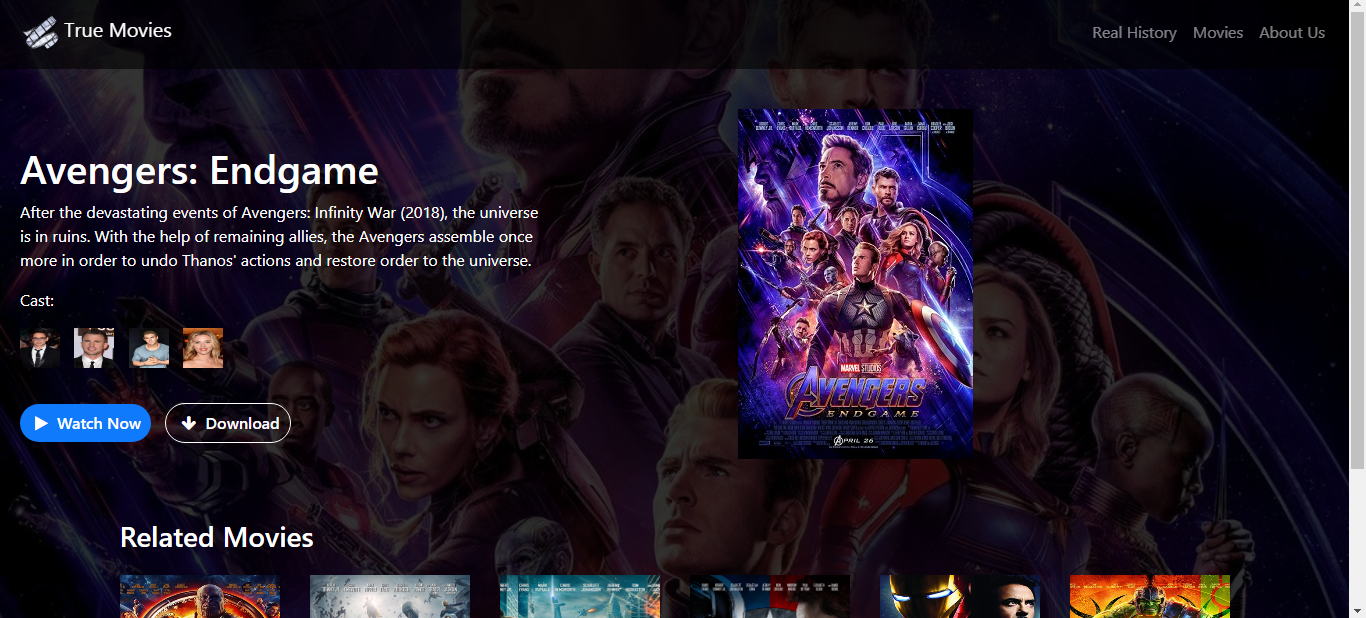 True Movies
Real History Movies About Us
Avengers: Endgame
After the devastating events of Avengers: Infinity War (2018), the universe
is in ruins. With the help of remaining allies, the Avengers assemble once
more in order to undo Thanos' actions and restore order to the universe.
Cast:
Watch Now
Download
MARVEL STUDIOS
AVENGERS
ENDGAME
APRIL 26
Related Movies